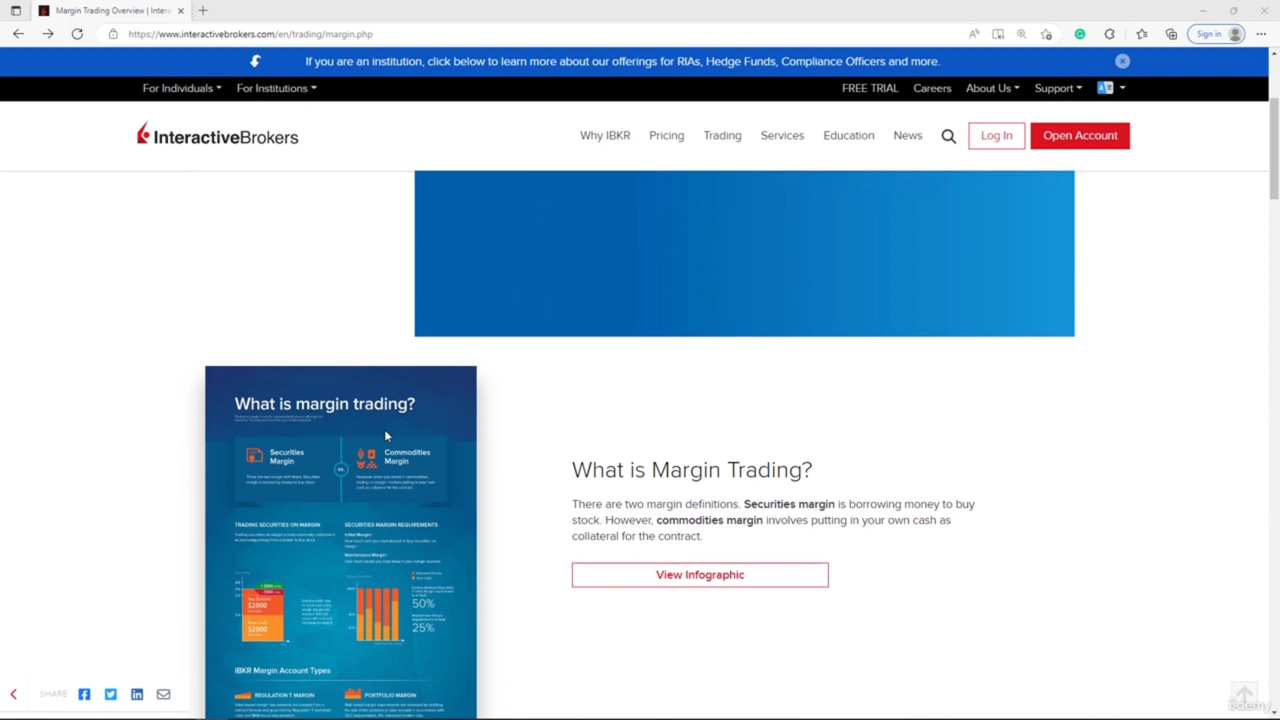 Margin Trading Overview | Inter
https://www.interactivebrokers.com/en/trading/margin.php
Sign in
If you are an institution, click below to learn more about our offerings for RIAs, Hedge Funds, Compliance Officers and more.
For Individuals
For Institutions
FREE TRIAL
Careers
About Us
Support
InteractiveBrokers
Why IBKR
Pricing
Trading
Services
Education
News
Log In
Open Account
What is margin trading?
Securities
Margin
vs.
Commodities
Margin
TRADING SECURITIES ON MARGIN
SECURITIES MARGIN REQUIREMENTS
Initial Margin
Maintenance Margin
$2000
$2000
50%
25%
IBKR Margin Account Types
REGULATION T MARGIN
PORTFOLIO MARGIN
What is Margin Trading?
There are two margin definitions. Securities margin is borrowing money to buy
stock. However commodities margin involves putting in your own cash as
collateral for the contract.
View Infographic
SHARE
Udemy